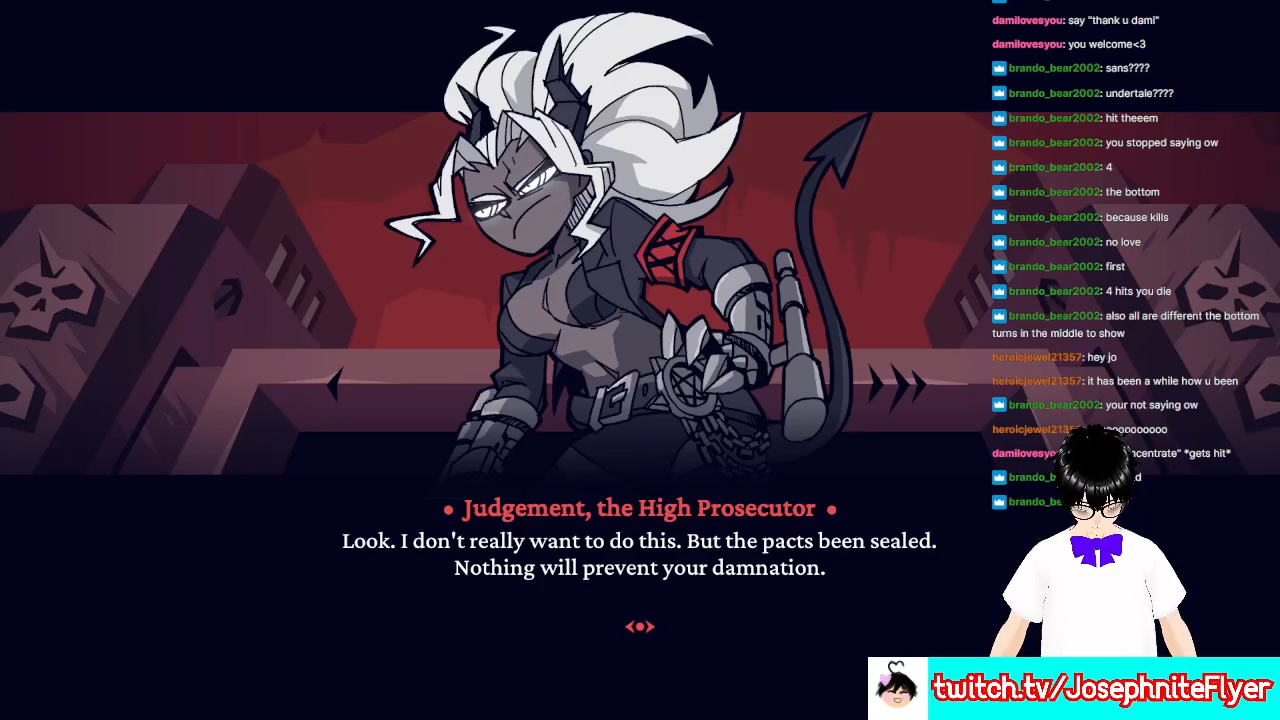 damilovesyou: say "thank u dami"
damilovesyou: you welcome<3
brando_bear2002: sans????
brando_bear2002: undertale????
brando_bear2002: hit theeem
brando_bear2002: you stopped saying ow
brando_bear2002: 4
brando_bear2002: the bottom
brando_bear2002: because kills
brando_bear2002: no love
brando_bear2002: first
brando_bear2002: 4 hits you die
brando_bear2002: also all are different the bottom
turns in the middle to show
heroicjewel21357: hey jo
heroicjewel21357: it has been a while how u been
brando_bear2002: your not saying ow
heroicjewel213
damilovesyo ncentrate" *gets hit*
brando_b
brando_be
• Judgement, the High Prosecutor •
Look. I don't really want to do this. But the pacts been sealed.
Nothing will prevent your damnation.
twitch.tv/JosephniteFlyer